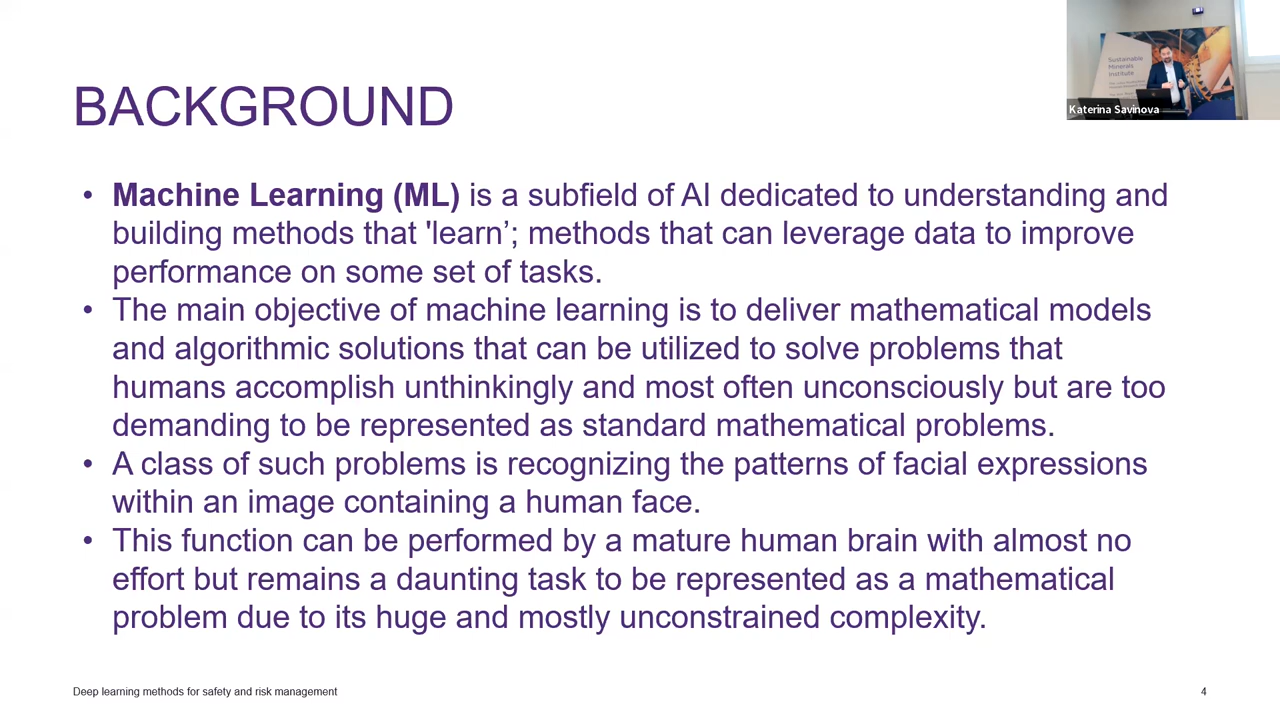 BACKGROUND
Sustainable
Minerals
Institute
Katerina Savinova
• Machine Learning (ML) is a subfield of AI dedicated to understanding and
building methods that 'learn’; methods that can leverage data to improve
performance on some set of tasks.
• The main objective of machine learning is to deliver mathematical models
and algorithmic solutions that can be utilized to solve problems that
humans accomplish unthinkingly and most often unconsciously but are too
demanding to be represented as standard mathematical problems.
• A class of such problems is recognizing the patterns of facial expressions
within an image containing a human face.
• This function can be performed by a mature human brain with almost no
effort but remains a daunting task to be represented as a mathematical
problem due to its huge and mostly unconstrained complexity.
Deep learning methods for safety and risk management
4